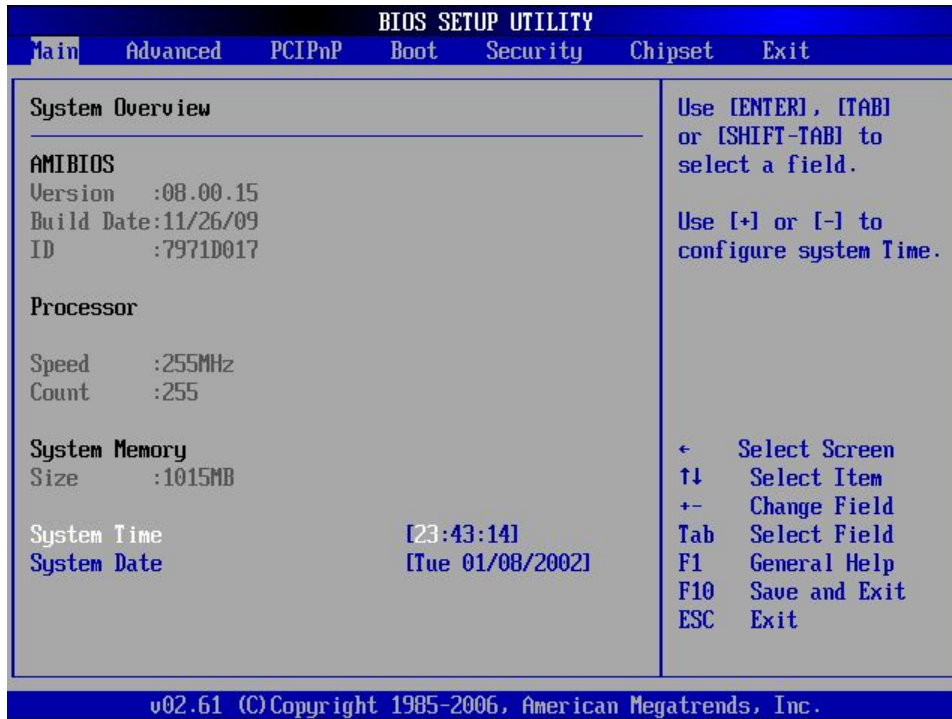 BIOS SETUP UTILITY
Main Advanced PCIPnP Boot Security Chipset Exit
System Overview
AMIBIOS
Version :08.00.15
Build Date:11/26/09
ID :7971D017
Processor
Speed :255MHz
Count :255
System Memory
Size :1015MB
System Time [23:43:14]
System Date [Tue 01/08/2002]
Use [ENTER], [TAB]
or [SHIFT-TAB] to
select a field.
Use [+] or [-] to
configure system Time.
← Select Screen
↑↓ Select Item
+- Change Field
Tab Select Field
F1 General Help
F10 Save and Exit
ESC Exit
v02.61 (C)Copyright 1985-2006, American Megatrends, Inc.